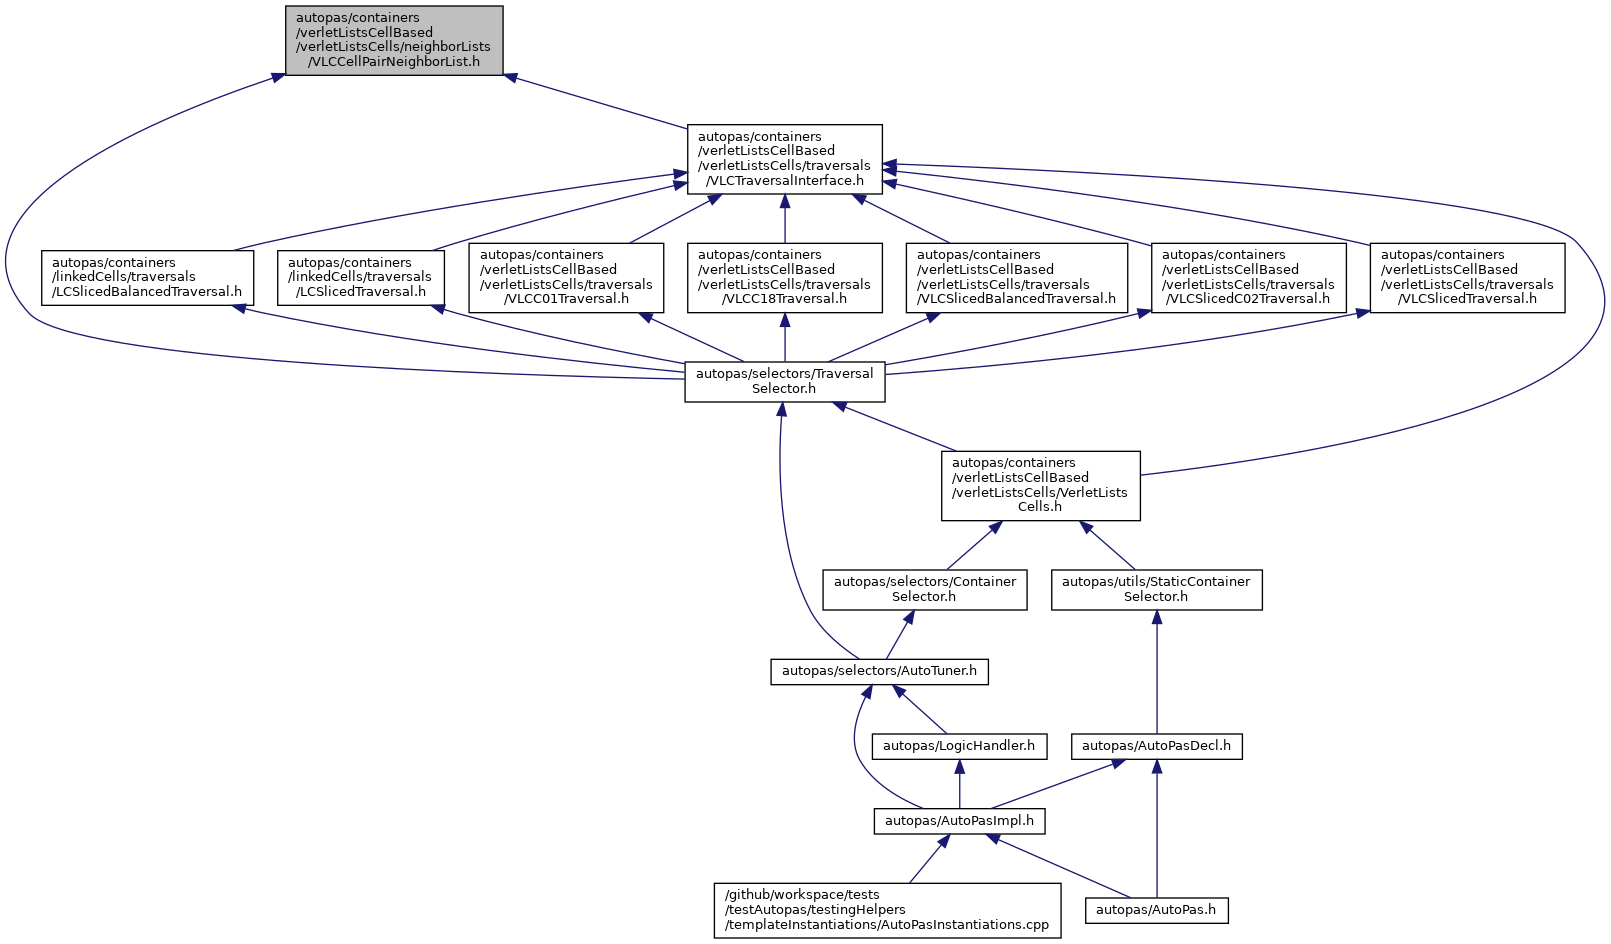 autopas/containers
/verletListsCellBased
/verletListsCells/neighborLists
/VLCCellPairNeighborList.h
autopas/containers
/verletListsCellBased
/verletListsCells/traversals
/VLCTraversalInterface.h
autopas/containers
/linkedCells/traversals
/LCSlicedBalancedTraversal.h
autopas/containers
/linkedCells/traversals
/LCSlicedTraversal.h
autopas/containers
/verletListsCellBased
/verletListsCells/traversals
/VLCC01Traversal.h
autopas/containers
/verletListsCellBased
/verletListsCells/traversals
/VLCC18Traversal.h
autopas/containers
/verletListsCellBased
/verletListsCells/traversals
/VLCSlicedBalancedTraversal.h
autopas/containers
/verletListsCellBased
/verletListsCells/traversals
/VLCSlicedC02Traversal.h
autopas/containers
/verletListsCellBased
/verletListsCells/traversals
/VLCSlicedTraversal.h
autopas/selectors/Traversal
Selector.h
autopas/containers
/verletListsCellBased
/verletListsCells/VerletLists
Cells.h
autopas/selectors/Container
Selector.h
autopas/utils/StaticContainer
Selector.h
autopas/selectors/AutoTuner.h
autopas/LogicHandler.h
autopas/AutoPasDecl.h
autopas/AutoPasImpl.h
/github/workspace/tests
/testAutopas/testingHelpers
/templateInstantiations/AutoPasInstantiations.cpp
autopas/AutoPas.h